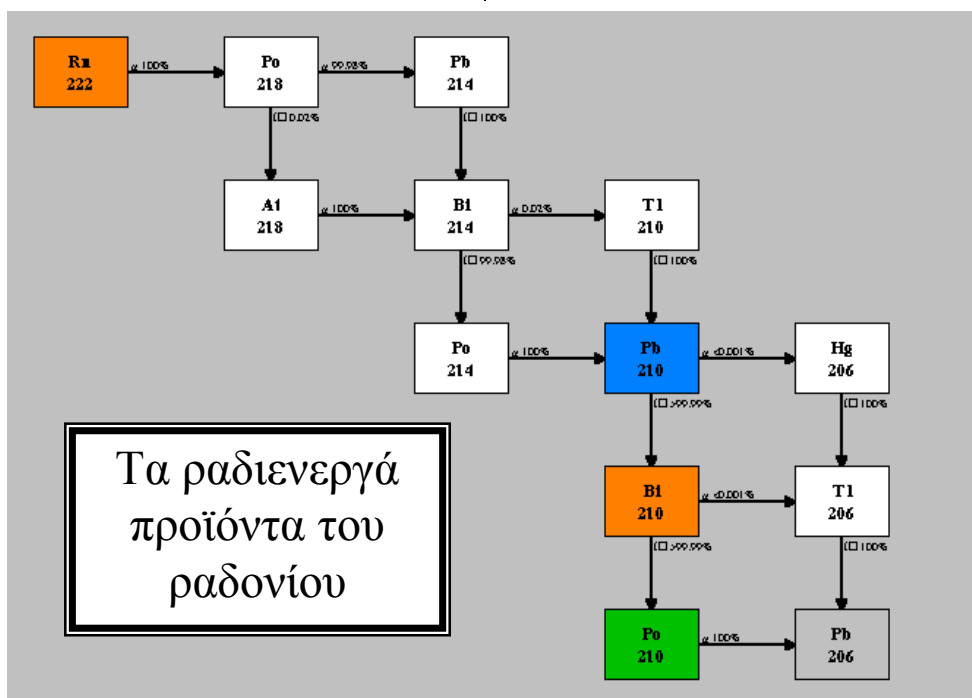 Rn
222
α 100%
Po
218
α 99.98%
Pb
214
0.02%
100%
At
218
α 100%
Bi
214
α 0.02%
Tl
210
99.98%
100%
Po
214
α 100%
Pb
210
α <0.001%
Hg
206
>99.99%
100%
Τα ραδιενεργά
προϊόντα του
ραδονίου
Bi
210
α <0.001%
Tl
206
>99.99%
100%
Po
210
α 100%
Pb
206